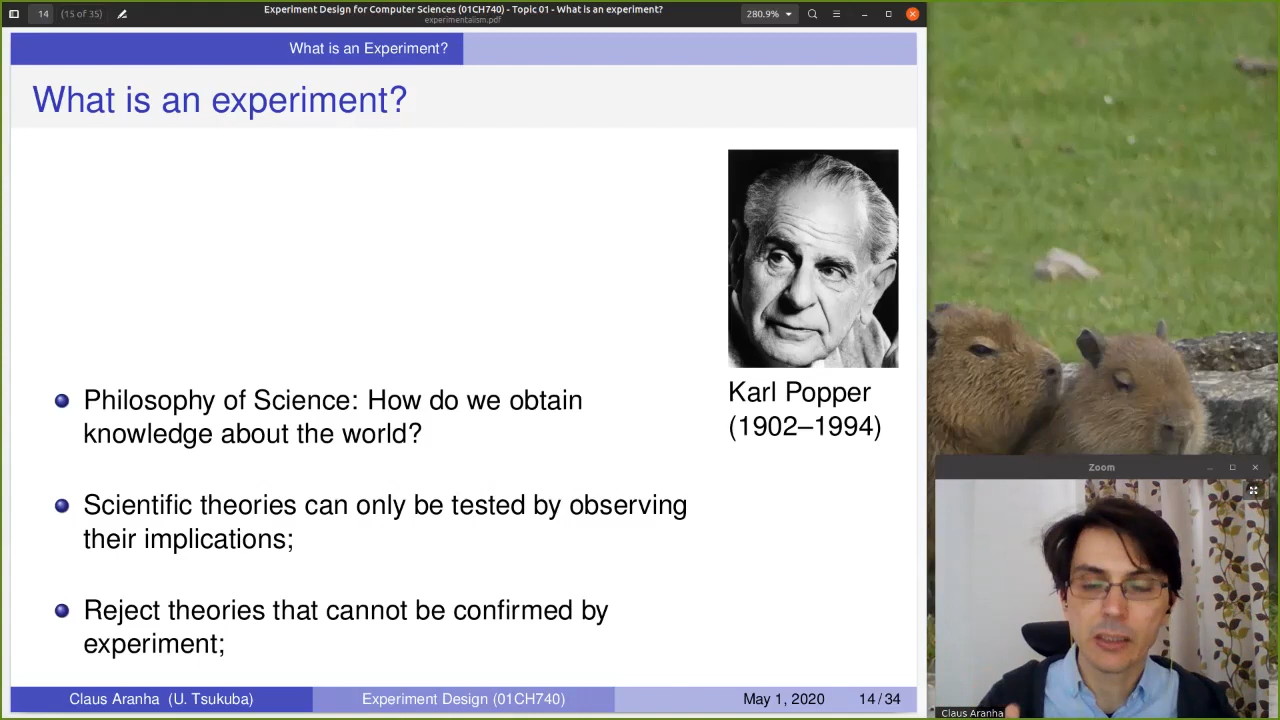 14 (15 of 35) Experiment Design for Computer Sciences (01CH740) - Topic 01 - What is an experiment? 280.9%
experimentalism.pdf
What is an Experiment?
What is an experiment?
Karl Popper
(1902–1994)
Philosophy of Science: How do we obtain
knowledge about the world?
Scientific theories can only be tested by observing
their implications;
Reject theories that cannot be confirmed by
experiment;
Claus Aranha (U. Tsukuba) Experiment Design (01CH740) May 1, 2020 14/34
Zoom
Claus Aranha